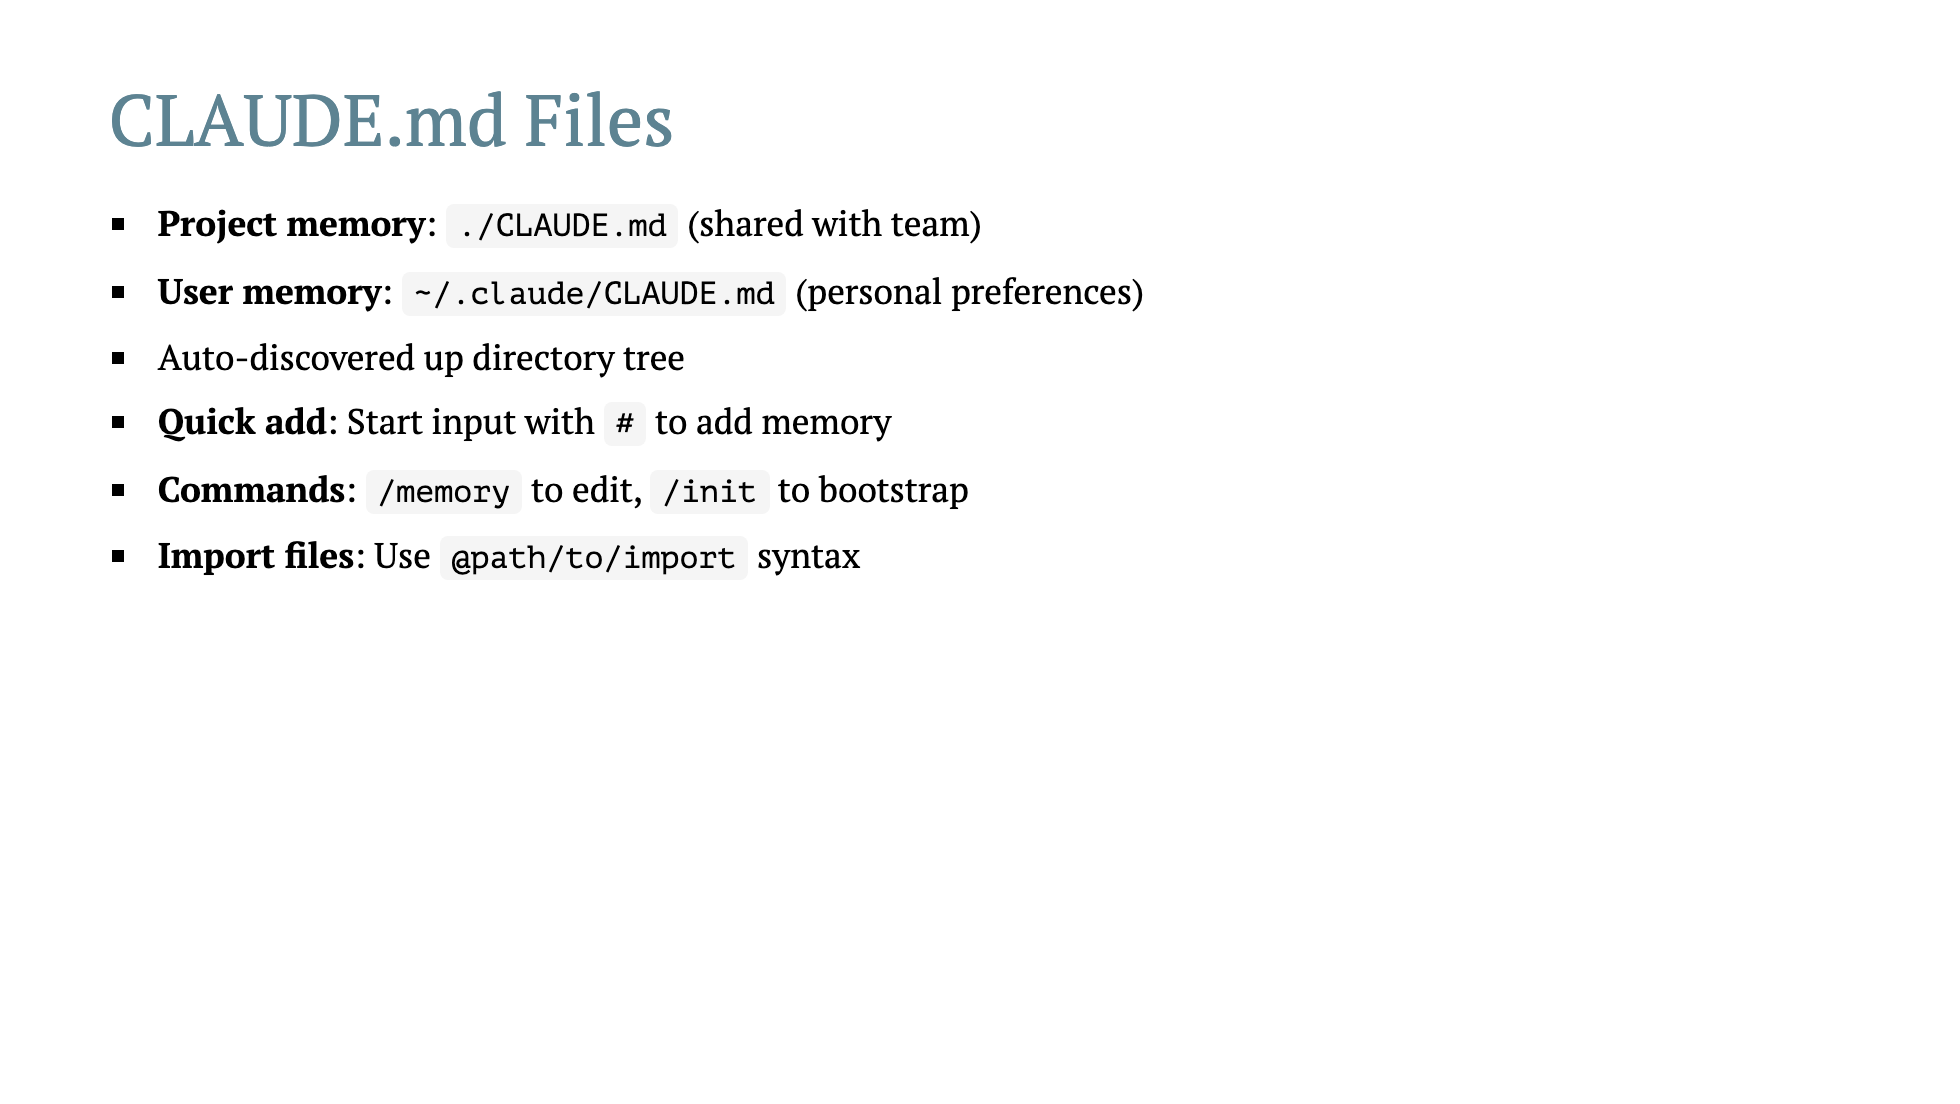 CLAUDE.md Files
▪ Project memory: ./CLAUDE.md (shared with team)
▪ User memory: ~/.claude/CLAUDE.md (personal preferences)
▪ Auto-discovered up directory tree
▪ Quick add: Start input with # to add memory
▪ Commands: /memory to edit, /init to bootstrap
▪ Import files: Use @path/to/import syntax